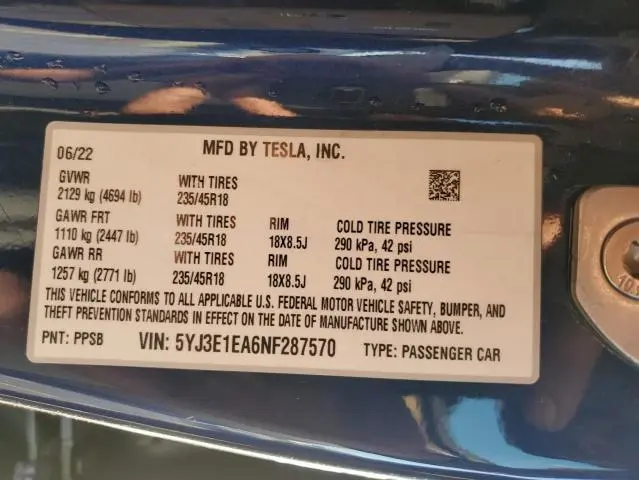 06/22 MFD BY TESLA, INC.
GVWR WITH TIRES
2129 kg (4694 lb) 235/45R18
GAWR FRT WITH TIRES RIM COLD TIRE PRESSURE
1110 kg (2447 lb) 235/45R18 18X8.5J 290 kPa, 42 psi
GAWR RR WITH TIRES RIM COLD TIRE PRESSURE
1257 kg (2771 lb) 235/45R18 18X8.5J 290 kPa, 42 psi
THIS VEHICLE CONFORMS TO ALL APPLICABLE U.S. FEDERAL MOTOR VEHICLE SAFETY, BUMPER, AND
THEFT PREVENTION STANDARDS IN EFFECT ON THE DATE OF MANUFACTURE SHOWN ABOVE.
PNT: PPSB VIN: 5YJ3E1EA6NF287570 TYPE: PASSENGER CAR